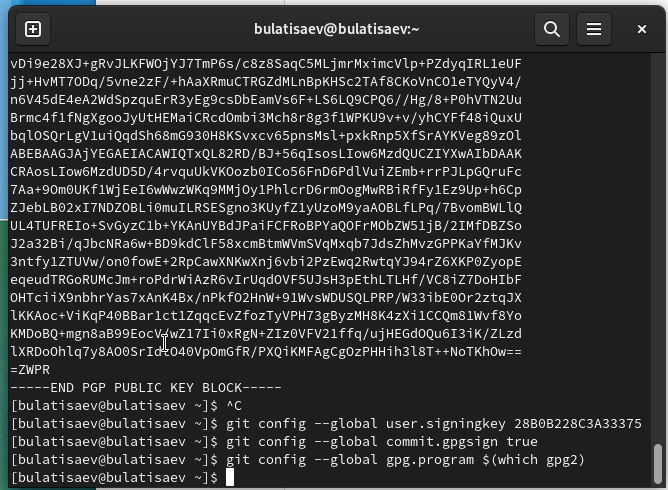 bulatisaev@bulatisaev:~
vDi9e28XJ+gRvJLKFWOjYJ7TmP6s/c8z8SaqC5MLjmrMximcVlp+PZdyqIRL1eUF
jj+HvMT7ODq/5vne2zF/+hAaXRmuCTRGZdMLnBpKHSc2TAf8CKoVnCO1eTYQyV4/
n6V45dE4eA2WdSpzquErR3yEg9csDbEamVs6F+LS6LQ9CPQ6//Hg/8+P0hVTN2Uu
Brmc4f1fNgXgooJyUtHEMaiCRcdOmbi3Mch8r8g3f1WPKU9v+v/yhCYFf48iQuxU
bqlOSQrLgV1uiQqdSh68mG930H8KSvxcv65pnsMsl+pxkRnp5XfSrAYKVeg89zOl
ABEBAAGJAjYEGAEIACAWIQTxQL82RD/BJ+56qIsosLIow6MzdQUCZIYXwAIbDAAK
CRAosLIow6MzdUD5D/4rvquUkVKOozb0ICo56FnD6PdlVuiZEmb+rrPJLpGQruFc
7Aa+9Om0UKf1WjEeI6wWwzWKq9MMjOy1PhlcrD6rmOogMwRBiRfFy1Ez9Up+h6Cp
ZJebLB02xI7NDZOBLi0muILRSESgno3KUyfZ1yUzoM9yaAOBLfLPq/7BvomBWLlQ
UL4TUFREIo+SvGyzC1b+YKAnUYBdJPaiFCFRoBPYaQOFrMObZW51jB/2IMfDBZSo
J2a32Bi/qJbcNRa6w+BD9kdClF58xcmBtmWVmSVqMxqb7JdsZhMvzGPPKaYfMJKv
3ntfy1ZTUVw/on0fowE+2RpCawXNKwXnj6vbi2PzEwq2RwtqYJ94rZ6XKP0ZyopE
eqeudTRGoRUMcJm+roPdrWiAzR6vIrUqdOVF5UJsH3pEthLTLHf/VC8iZ7DoHIbF
OHTciiX9nbhrYas7xAnK4Bx/nPkfO2HnW+91WvsWDUSQLPRP/W33ibE0Or2ztqJX
lKKAoc+ViKqP40BBar1ct1ZqqcEvZfozTyVPH73gByzMH8K4zXi1CCQm81Wvf8Yo
KMDoBQ+mgn8aB99EocV/wZ17Ii0xRgN+ZIz0VFV21ffq/ujHEGdOQu6I3iK/ZLzd
=ZWPR
-----END PGP PUBLIC KEY BLOCK-----
[bulatisaev@bulatisaev ~]$ ^C
[bulatisaev@bulatisaev ~]$ git config --global user.signingkey 28B0B228C3A33375
[bulatisaev@bulatisaev ~]$ git config --global commit.gpgsign true
[bulatisaev@bulatisaev ~]$ git config --global gpg.program $(which gpg2)
[bulatisaev@bulatisaev ~]$